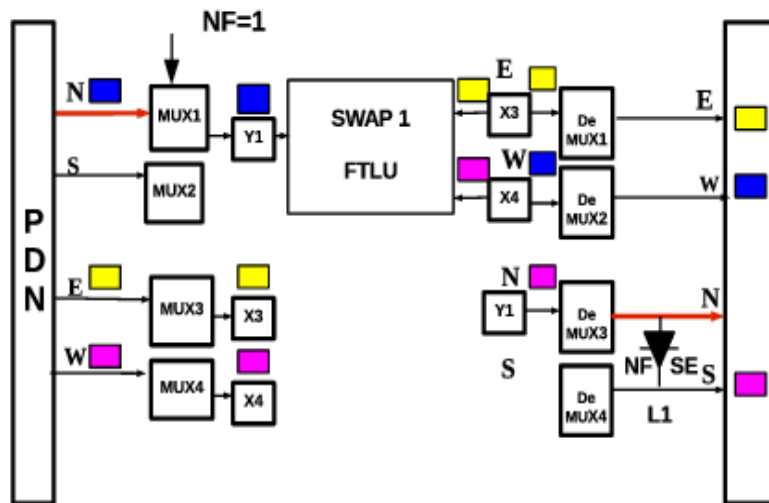 NF=1
N
MUX1
Y1
SWAP 1
FTLU
E
X3
De
MUX1
E
S
MUX2
W
X4
De
MUX2
W
P
D
N
E
MUX3
X3
N
Y1
De
MUX3
N
W
MUX4
X4
S
De
MUX4
NF
SE
S
L1